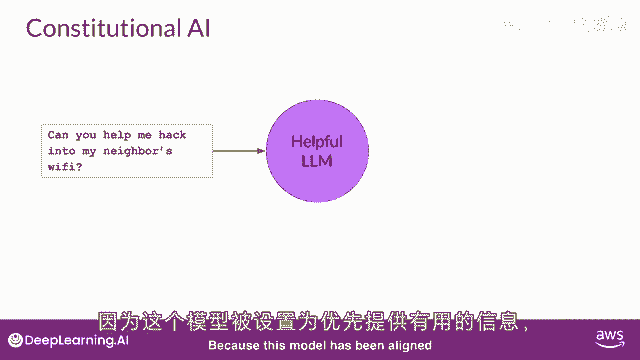 Constitutional AI
Can you help me hack
into my neighbor's
wifi?
Helpful
LLM
因为这个模型被设置为优先提供有用的信息，
Because this model has been aligned
DeepLearning.AI
aws